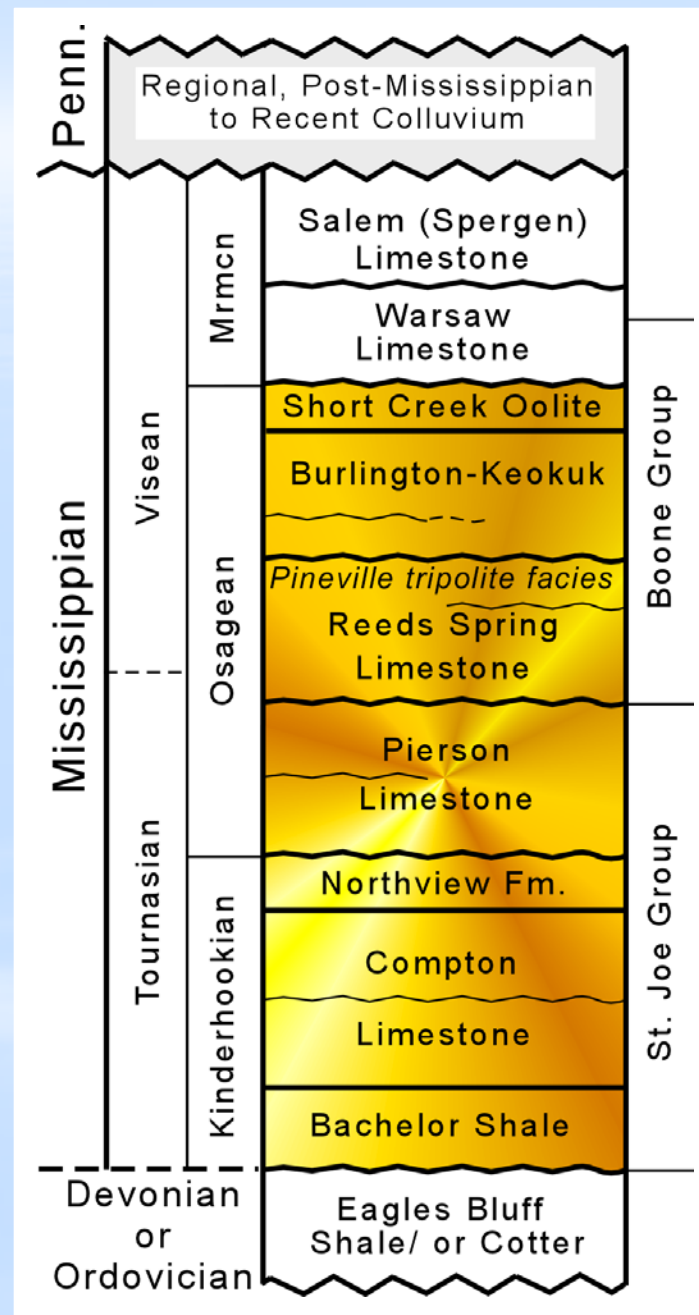 Penn.
Regional, Post-Mississippian
to Recent Colluvium
Mississippian
Visean
Tournasian
Mrmcn
Osagean
Kinderhookian
Salem (Spergen)
Limestone
Warsaw
Limestone
Short Creek Oolite
Burlington-Keokuk
Pineville tripolite facies
Reeds Spring
Limestone
Pierson
Limestone
Northview Fm.
Compton
Limestone
Bachelor Shale
Boone Group
St. Joe Group
Devonian
or
Ordovician
Eagles Bluff
Shale/ or Cotter